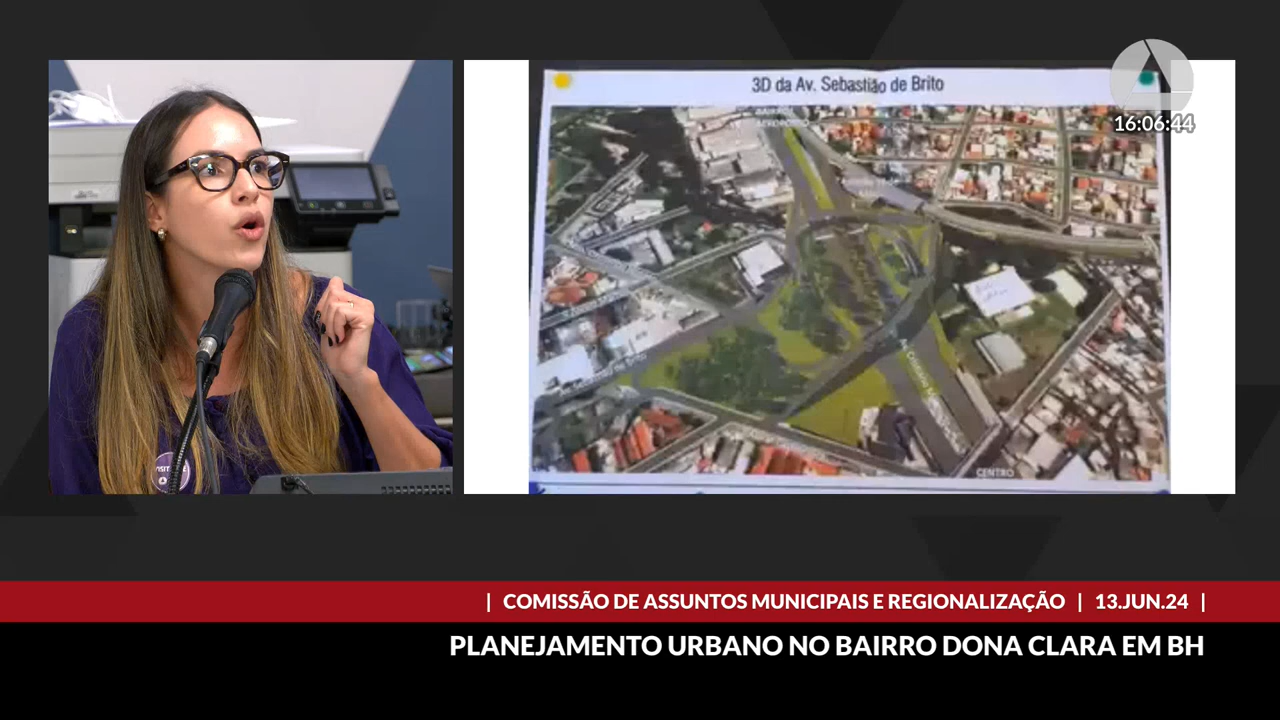 3D da Av. Sebastião de Brito
16:06:44
AEROPORTO
CENTRO
| COMISSÃO DE ASSUNTOS MUNICIPAIS E REGIONALIZAÇÃO | 13.JUN.24 |
PLANEJAMENTO URBANO NO BAIRRO DONA CLARA EM BH